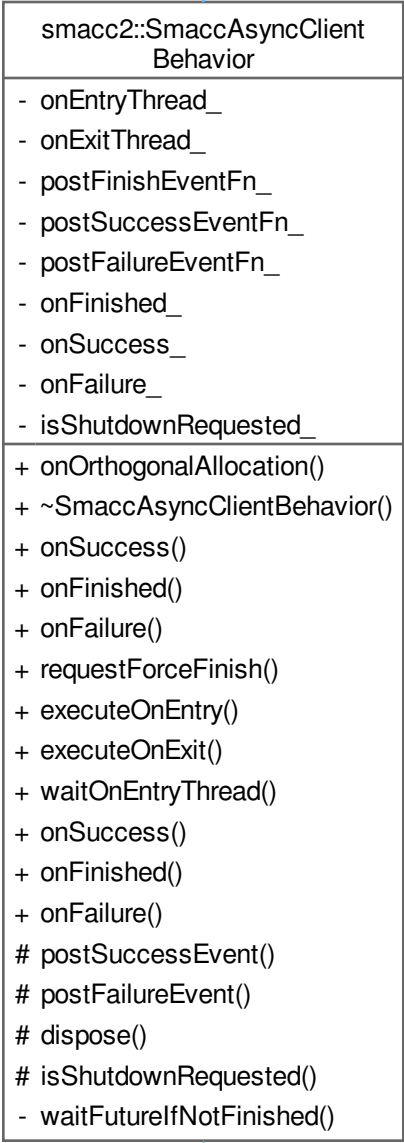 smacc2::SmaccAsyncClient
Behavior
- onEntryThread_
- onExitThread_
- postFinishEventFn_
- postSuccessEventFn_
- postFailureEventFn_
- onFinished_
- onSuccess_
- onFailure_
- isShutdownRequested_
+ onOrthogonalAllocation()
+ ~SmaccAsyncClientBehavior()
+ onSuccess()
+ onFinished()
+ onFailure()
+ requestForceFinish()
+ executeOnEntry()
+ executeOnExit()
+ waitOnEntryThread()
+ onSuccess()
+ onFinished()
+ onFailure()
# postSuccessEvent()
# postFailureEvent()
# dispose()
# isShutdownRequested()
- waitFutureIfNotFinished()